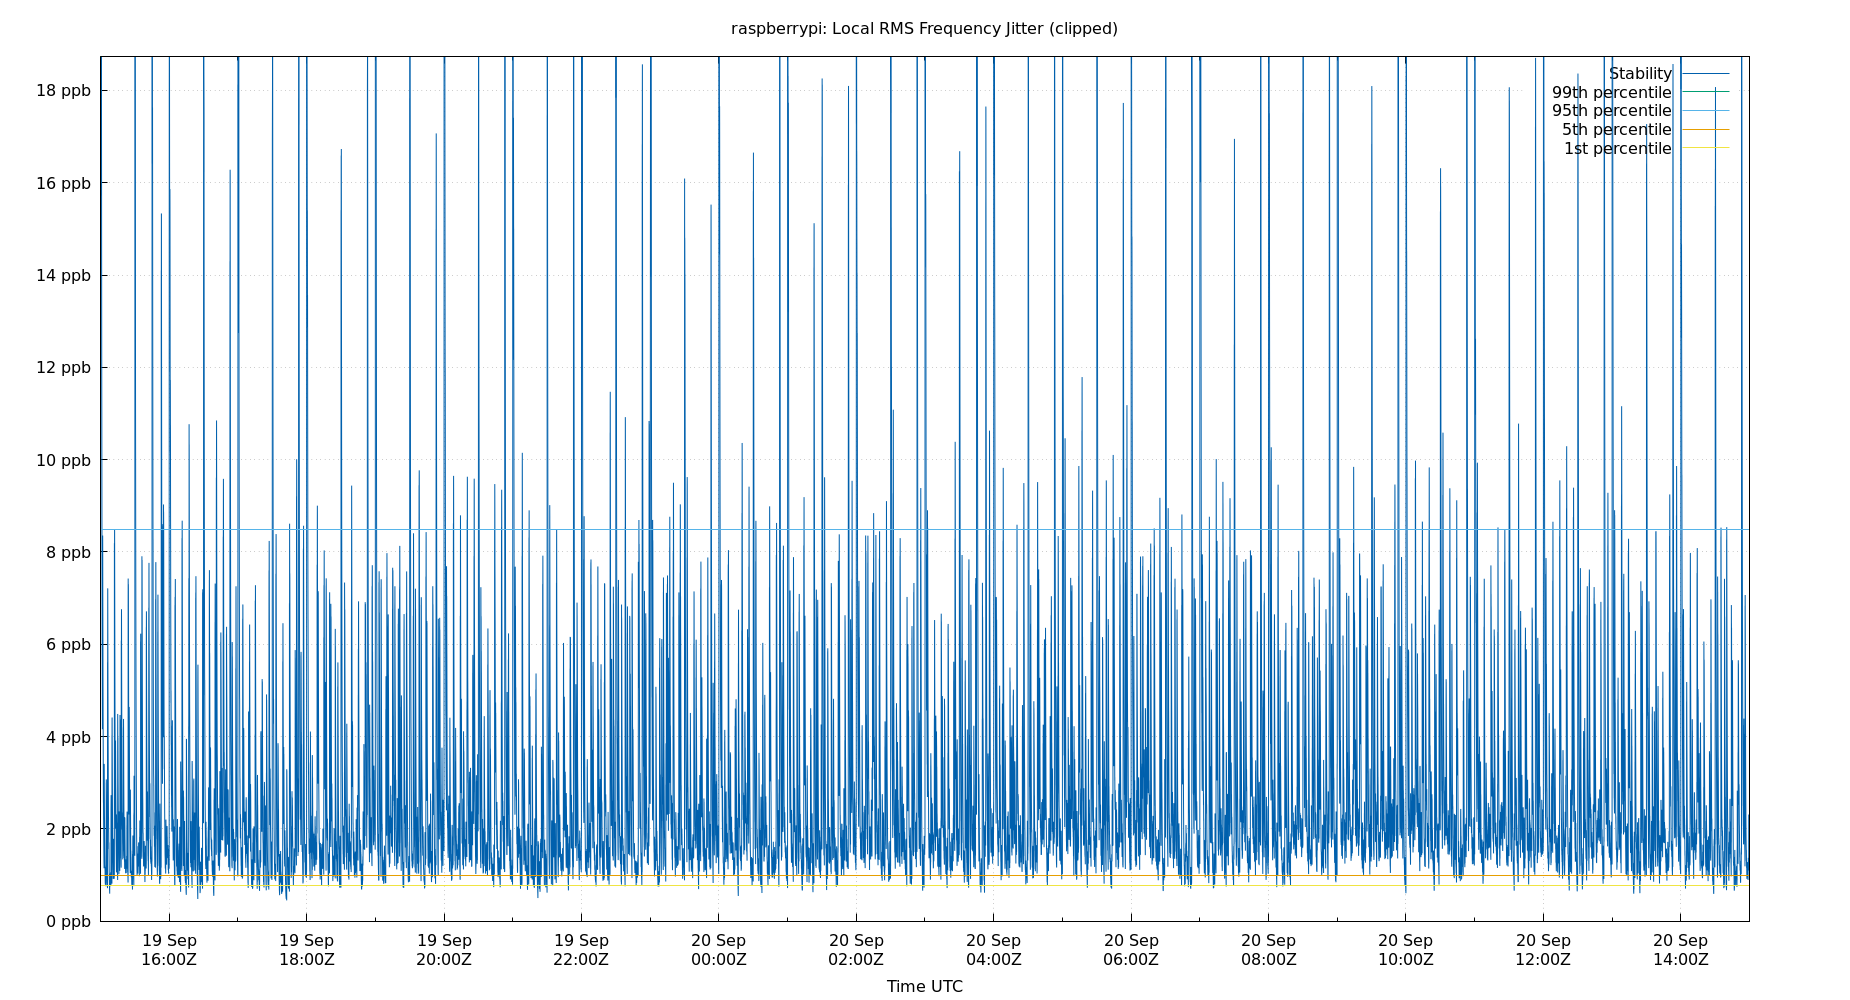 raspberrypi: Local RMS Frequency Jitter (clipped)
Stability
99th percentile
95th percentile
5th percentile
1st percentile
18 ppb
16 ppb
14 ppb
12 ppb
10 ppb
8 ppb
6 ppb
4 ppb
2 ppb
0 ppb
19 Sep 19 Sep 19 Sep 19 Sep 20 Sep 20 Sep 20 Sep 20 Sep 20 Sep 20 Sep 20 Sep 20 Sep
16:00Z 18:00Z 20:00Z 22:00Z 00:00Z 02:00Z 04:00Z 06:00Z 08:00Z 10:00Z 12:00Z 14:00Z
Time UTC